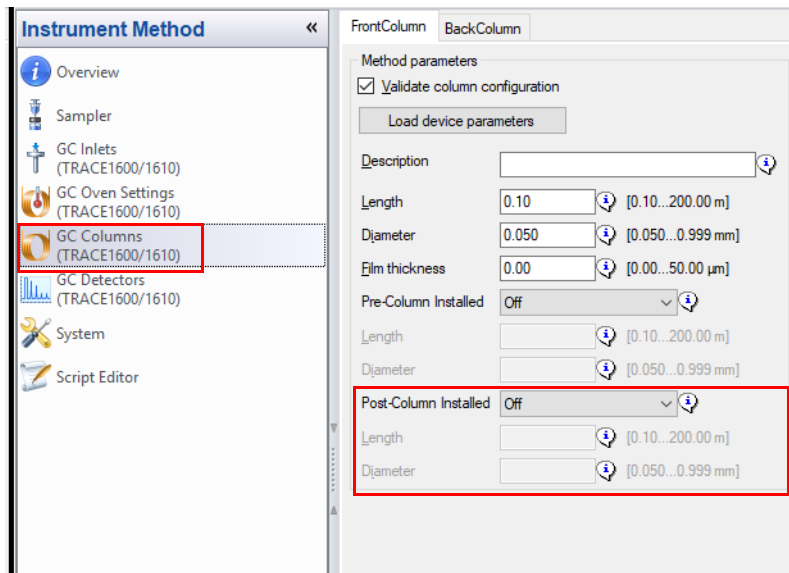 Instrument Method «
Overview
Sampler
GC Inlets
(TRACE1600/1610)
GC Oven Settings
(TRACE1600/1610)
GC Columns
(TRACE1600/1610)
GC Detectors
(TRACE1600/1610)
System
Script Editor
FrontColumn BackColumn
Method parameters
Validate column configuration
Load device parameters
Description
Length 0.10 [0.10...200.00 m]
Diameter 0.050 [0.050...0.999 mm]
Film thickness 0.00 [0.00...50.00 µm]
Pre-Column Installed Off
Length [0.10...200.00 m]
Diameter [0.050...0.999 mm]
Post-Column Installed Off
Length [0.10...200.00 m]
Diameter [0.050...0.999 mm]